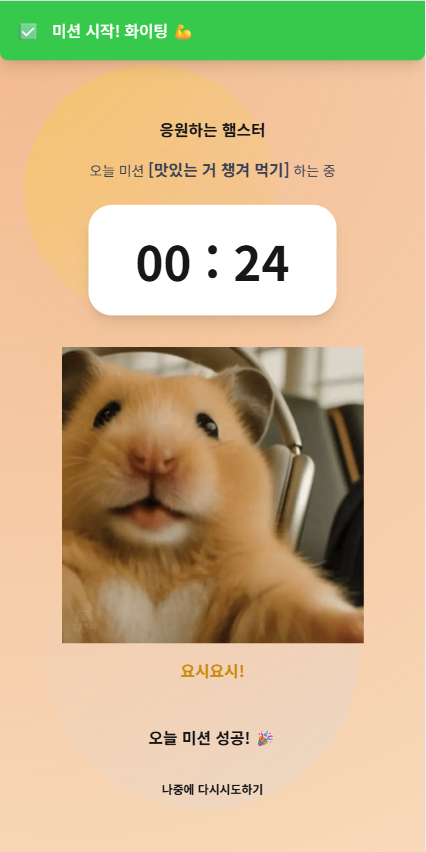 ✅ 미션 시작! 화이팅 💪
응원하는 햄스터
오늘 미션 [맛있는 거 챙겨 먹기] 하는 중
00 : 24
요시요시!
오늘 미션 성공! 🎉
나중에 다시시도하기